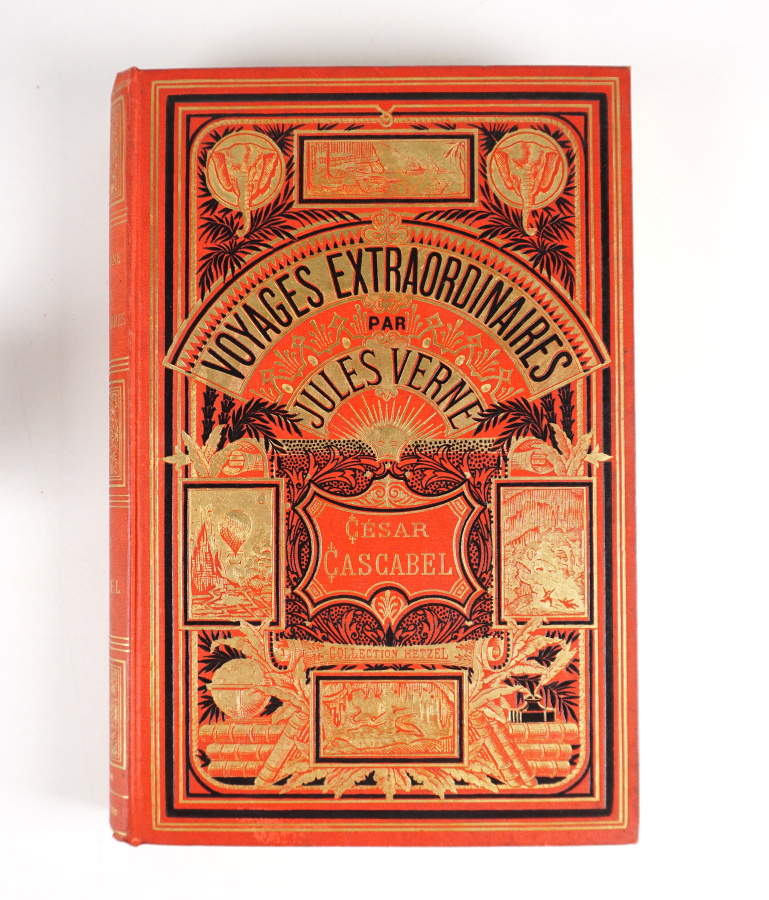 VOYAGES EXTRAORDINAIRES
PAR
JULES VERNE
CÉSAR
CASCABEL
COLLECTION HETZEL